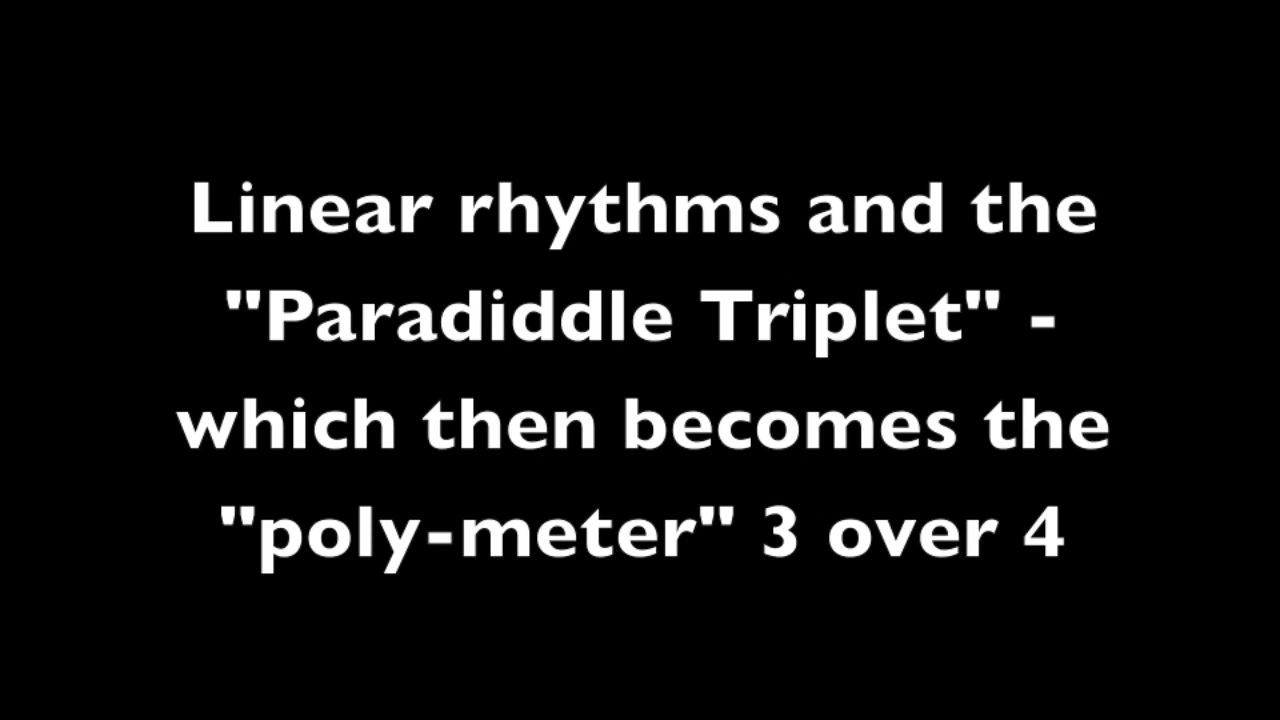 Linear rhythms and the
"Paradiddle Triplet" -
which then becomes the
"poly-meter" 3 over 4